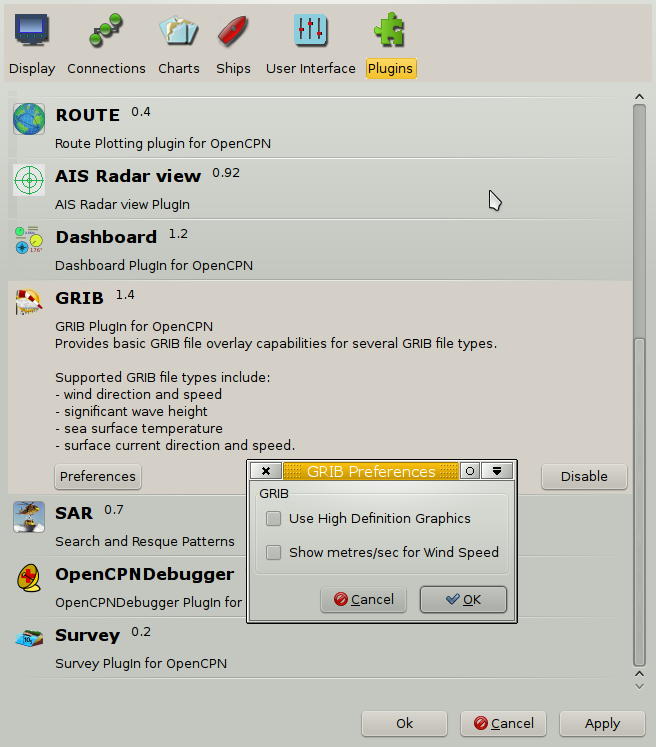 Display Connections Charts Ships User Interface Plugins
ROUTE 0.4
Route Plotting plugin for OpenCPN
AIS Radar view 0.92
AIS Radar view PlugIn
Dashboard 1.2
Dashboard PlugIn for OpenCPN
GRIB 1.4
GRIB PlugIn for OpenCPN
Provides basic GRIB file overlay capabilities for several GRIB file types.
Supported GRIB file types include:
- wind direction and speed
- significant wave height
- sea surface temperature
- surface current direction and speed.
Preferences Disable
GRIB Preferences
GRIB
Use High Definition Graphics
Show metres/sec for Wind Speed
Cancel OK
SAR 0.7
Search and Resque Patterns
OpenCPNDebugger
OpenCPNDebugger PlugIn for
Survey 0.2
Survey PlugIn for OpenCPN
Ok Cancel Apply